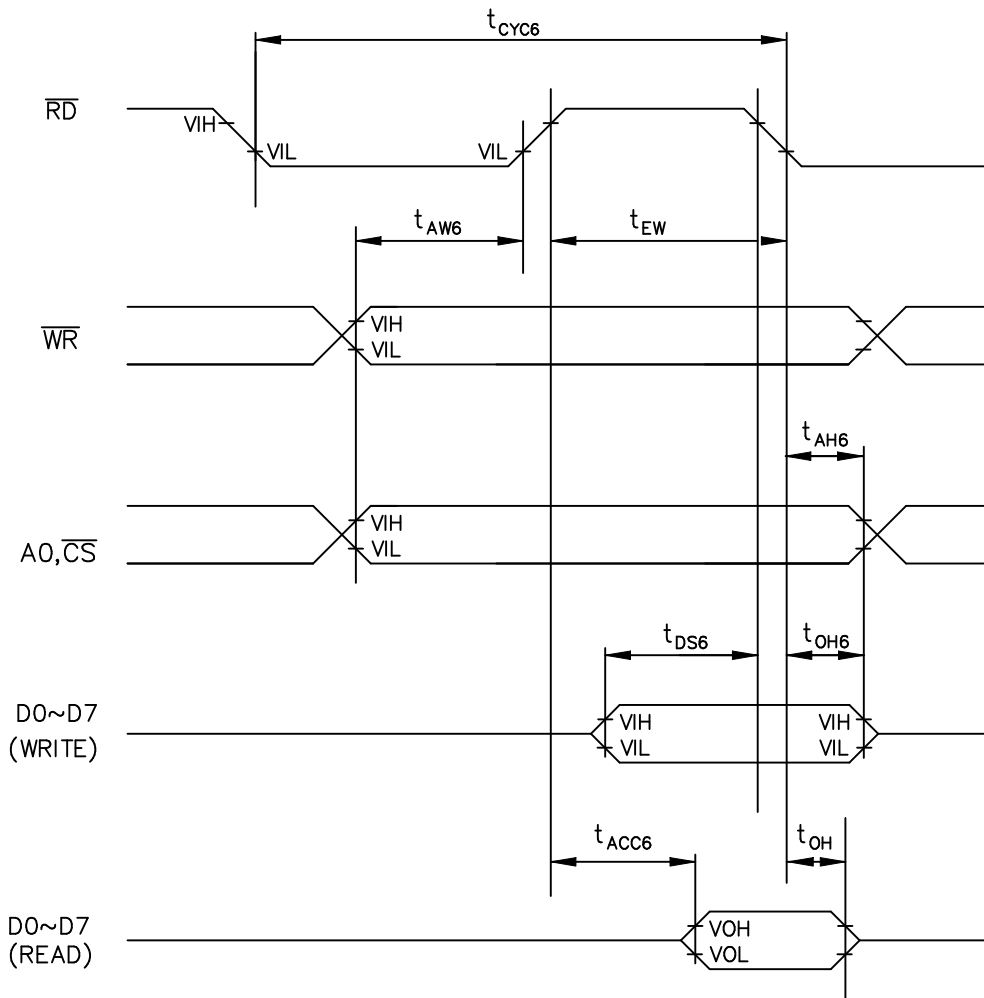 tCYC6
RD
VIH
VIL
VIL
tAW6
tEW
WR
VIH
VIL
tAH6
A0,CS
VIH
VIL
tDS6
tOH6
D0~D7
(WRITE)
VIH
VIH
VIL
VIL
tACC6
tOH
D0~D7
(READ)
VOH
VOL